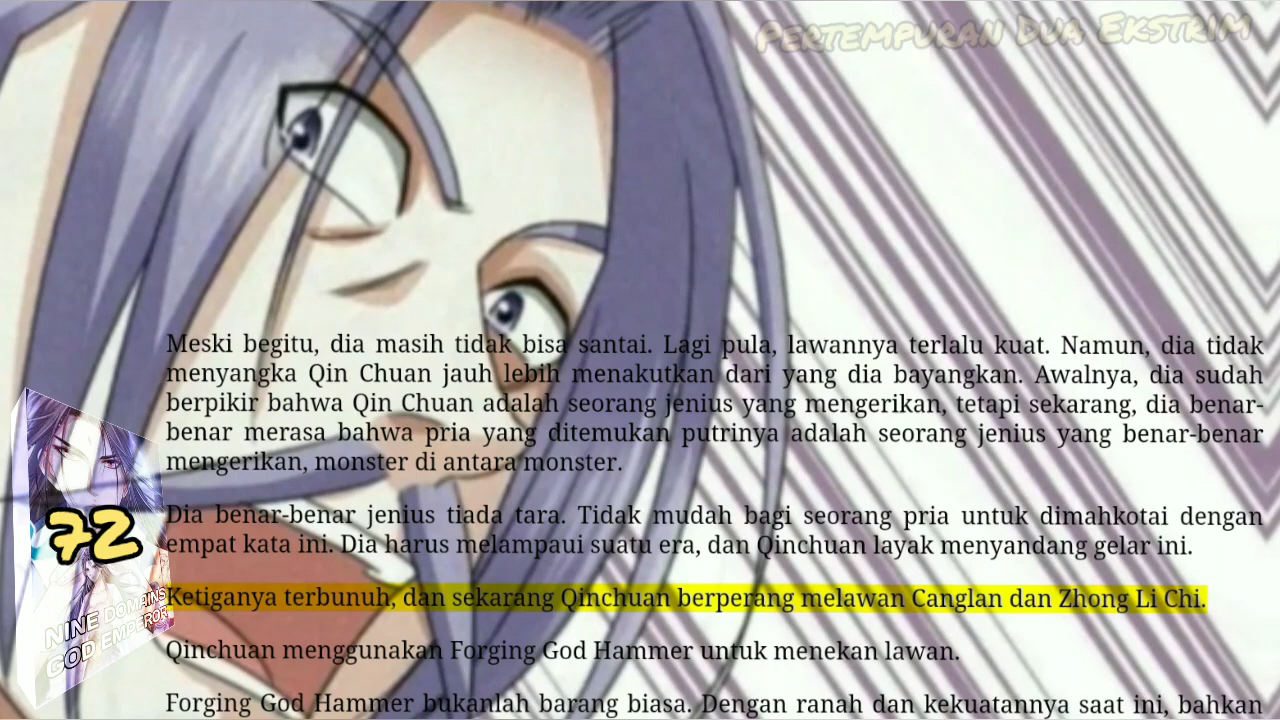 PERTEMPURAN DUA EKSTRIM
Meski begitu, dia masih tidak bisa santai. Lagi pula, lawannya terlalu kuat. Namun, dia tidak
menyangka Qin Chuan jauh lebih menakutkan dari yang dia bayangkan. Awalnya, dia sudah
berpikir bahwa Qin Chuan adalah seorang jenius yang mengerikan, tetapi sekarang, dia benar-
benar merasa bahwa pria yang ditemukan putrinya adalah seorang jenius yang benar-benar
mengerikan, monster di antara monster.
Dia benar-benar jenius tiada tara. Tidak mudah bagi seorang pria untuk dimahkotai dengan
empat kata ini. Dia harus melampaui suatu era, dan Qinchuan layak menyandang gelar ini.
Ketiganya terbunuh, dan sekarang Qinchuan berperang melawan Canglan dan Zhong Li Chi.
Qinchuan menggunakan Forging God Hammer untuk menekan lawan.
Forging God Hammer bukanlah barang biasa. Dengan ranah dan kekuatannya saat ini, bahkan
72
NINE DOMAINS
GOD EMPEROR